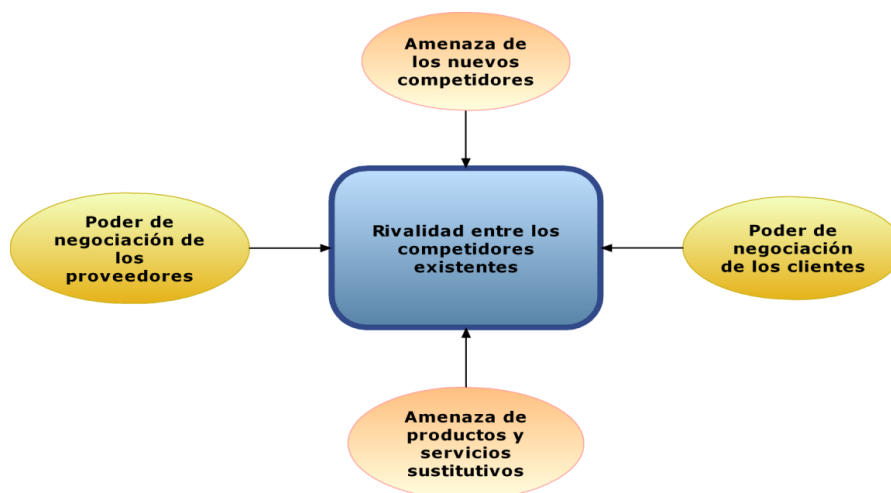 Amenaza de
los nuevos
competidores
Poder de
negociación de
los
proveedores
Rivalidad entre los
competidores
existentes
Poder de
negociación
de los clientes
Amenaza de
productos y
servicios
sustitutivos